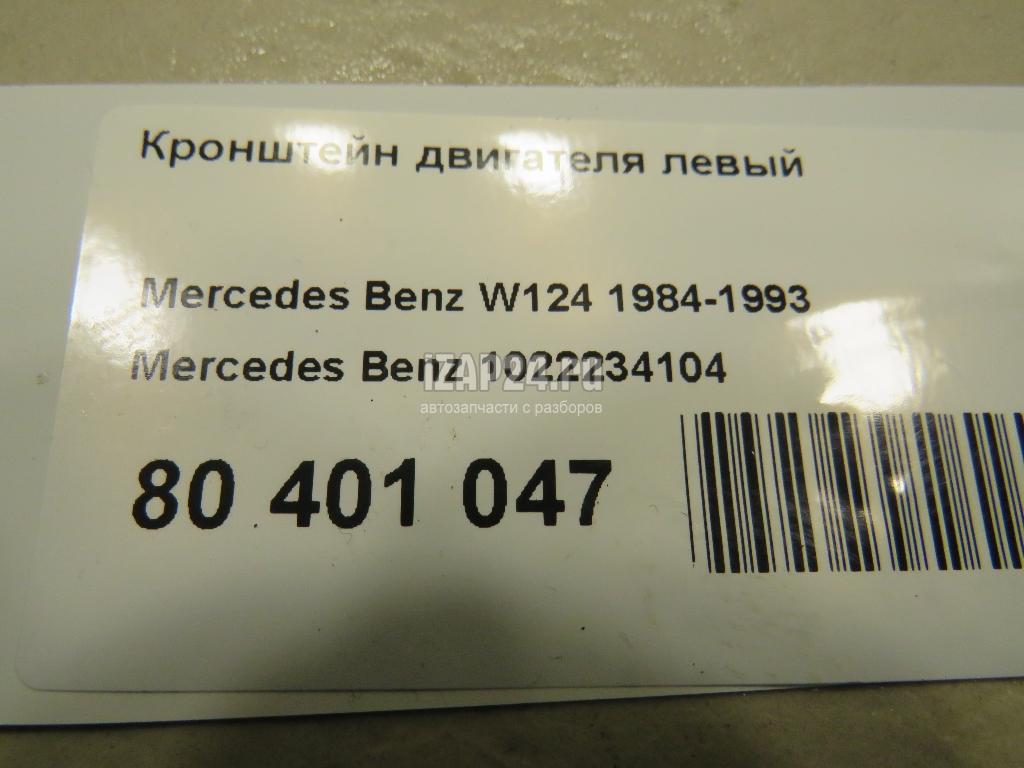 Кронштейн двигателя левый
Mercedes Benz W124 1984-1993
Mercedes Benz 1022234104
iZAP24.ru
автозапчасти с разборов
80 401 047